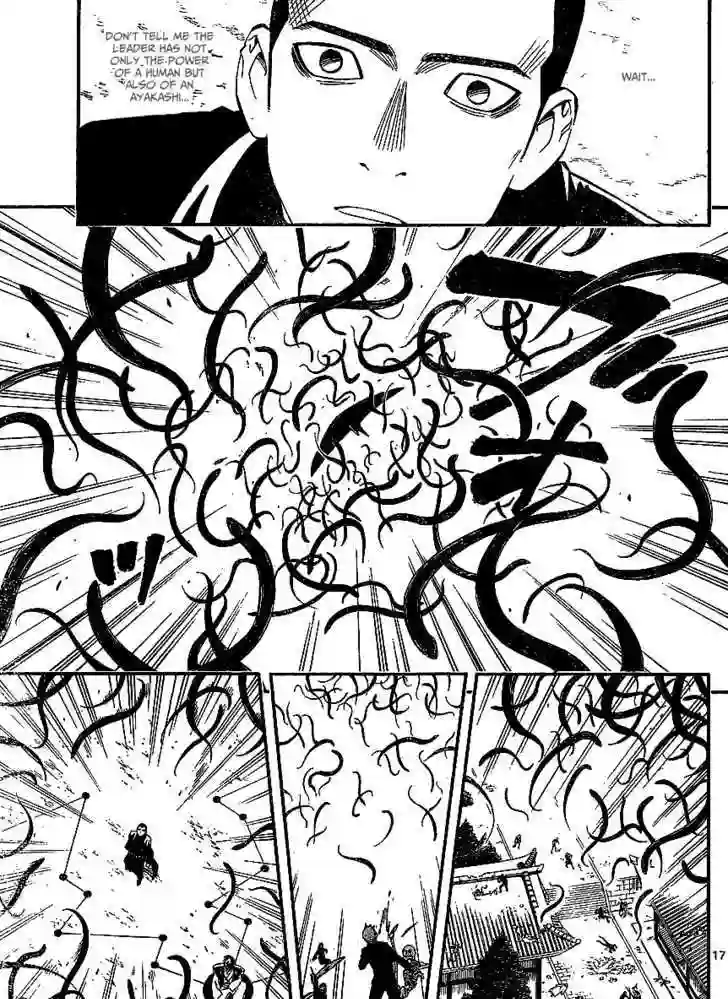 WAIT...
DON'T TELL ME THE
LEADER HAS NOT
ONLY THE POWER
OF A HUMAN BUT
ALSO OF AN
AYAKASHI...
17